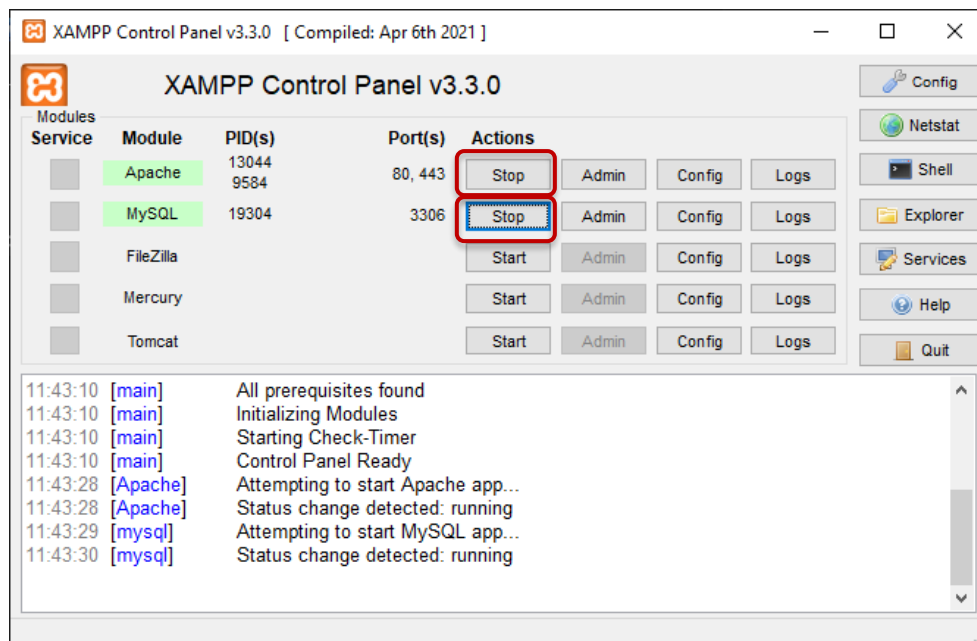 XAMPP Control Panel v3.3.0 [ Compiled: Apr 6th 2021 ]
XAMPP Control Panel v3.3.0
Config
Modules
Service Module PID(s) Port(s) Actions
Netstat
Apache 13044 9584 80, 443 Stop Admin Config Logs
Shell
MySQL 19304 3306 Stop Admin Config Logs
Explorer
FileZilla Start Admin Config Logs
Services
Mercury Start Admin Config Logs
Help
Tomcat Start Admin Config Logs
Quit
11:43:10 [main] All prerequisites found
11:43:10 [main] Initializing Modules
11:43:10 [main] Starting Check-Timer
11:43:10 [main] Control Panel Ready
11:43:28 [Apache] Attempting to start Apache app...
11:43:28 [Apache] Status change detected: running
11:43:29 [mysql] Attempting to start MySQL app...
11:43:30 [mysql] Status change detected: running